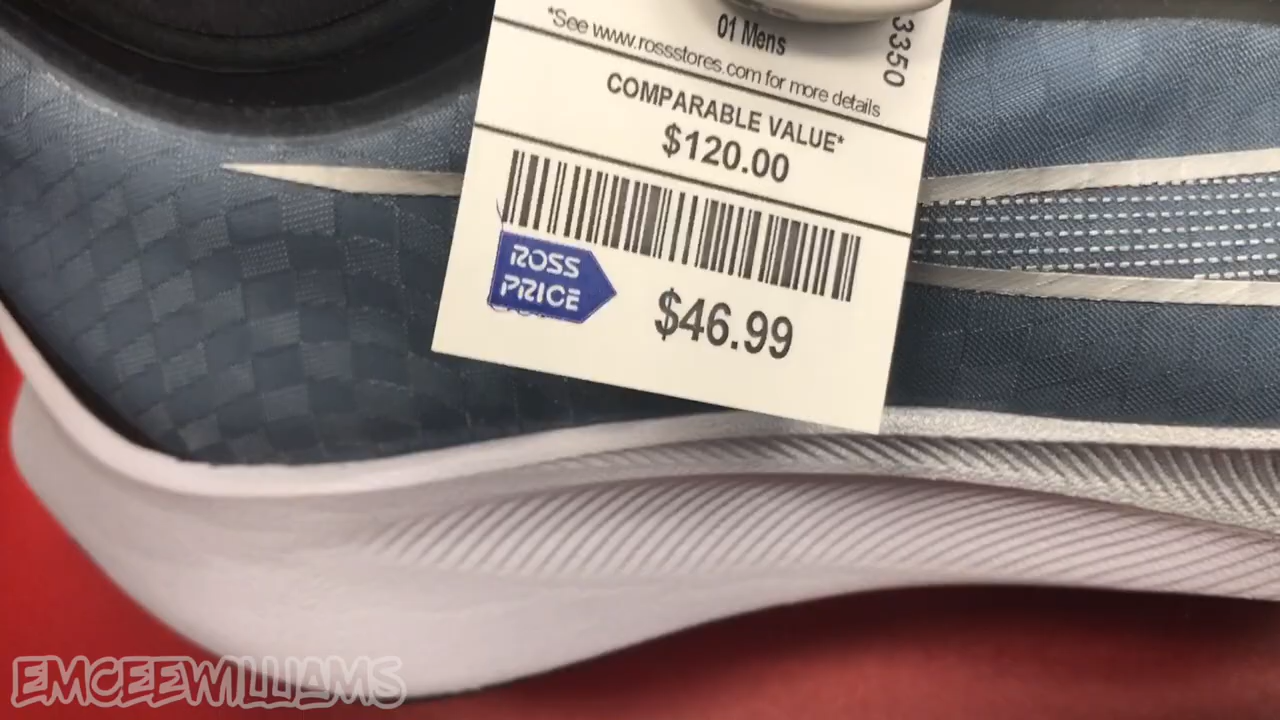 01 Mens
3350
*See www.rossstores.com for more details
COMPARABLE VALUE*
$120.00
ROSS
PRICE
$46.99
EMCEEWILLIAMS